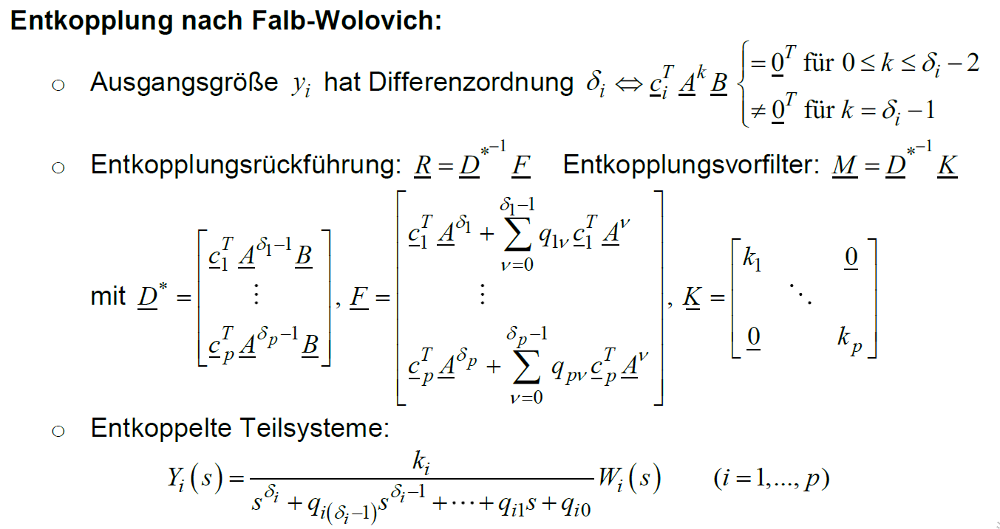 Entkopplung nach Falb-Wolovich:
○ Ausgangsgröße $y_i$ hat Differenzordnung $\delta_i \Leftrightarrow \underline{c}_i^T \underline{A}^k \underline{B} \begin{cases} = \underline{0}^T \text{ für } 0 \leq k \leq \delta_i - 2 \\ \neq \underline{0}^T \text{ für } k = \delta_i - 1 \end{cases}$
○ Entkopplungsrückführung: $\underline{R} = \underline{D}^{*^{-1}} \underline{F}$ Entkopplungsvorfilter: $\underline{M} = \underline{D}^{*^{-1}} \underline{K}$
mit $\underline{D}^* = \begin{bmatrix} \underline{c}_1^T \underline{A}^{\delta_1 - 1} \underline{B} \\ \vdots \\ \underline{c}_p^T \underline{A}^{\delta_p - 1} \underline{B} \end{bmatrix}, \underline{F} = \begin{bmatrix} \underline{c}_1^T \underline{A}^{\delta_1} + \sum_{\nu=0}^{\delta_1 - 1} q_{1\nu} \underline{c}_1^T \underline{A}^\nu \\ \vdots \\ \underline{c}_p^T \underline{A}^{\delta_p} + \sum_{\nu=0}^{\delta_p - 1} q_{p\nu} \underline{c}_p^T \underline{A}^\nu \end{bmatrix}, \underline{K} = \begin{bmatrix} k_1 & & \underline{0} \\ & \ddots & \\ \underline{0} & & k_p \end{bmatrix}$
○ Entkoppelte Teilsysteme:
$Y_i(s) = \frac{k_i}{s^{\delta_i} + q_{i(\delta_i - 1)} s^{\delta_i - 1} + \cdots + q_{i1} s + q_{i0}} W_i(s) \quad (i = 1, ..., p)$